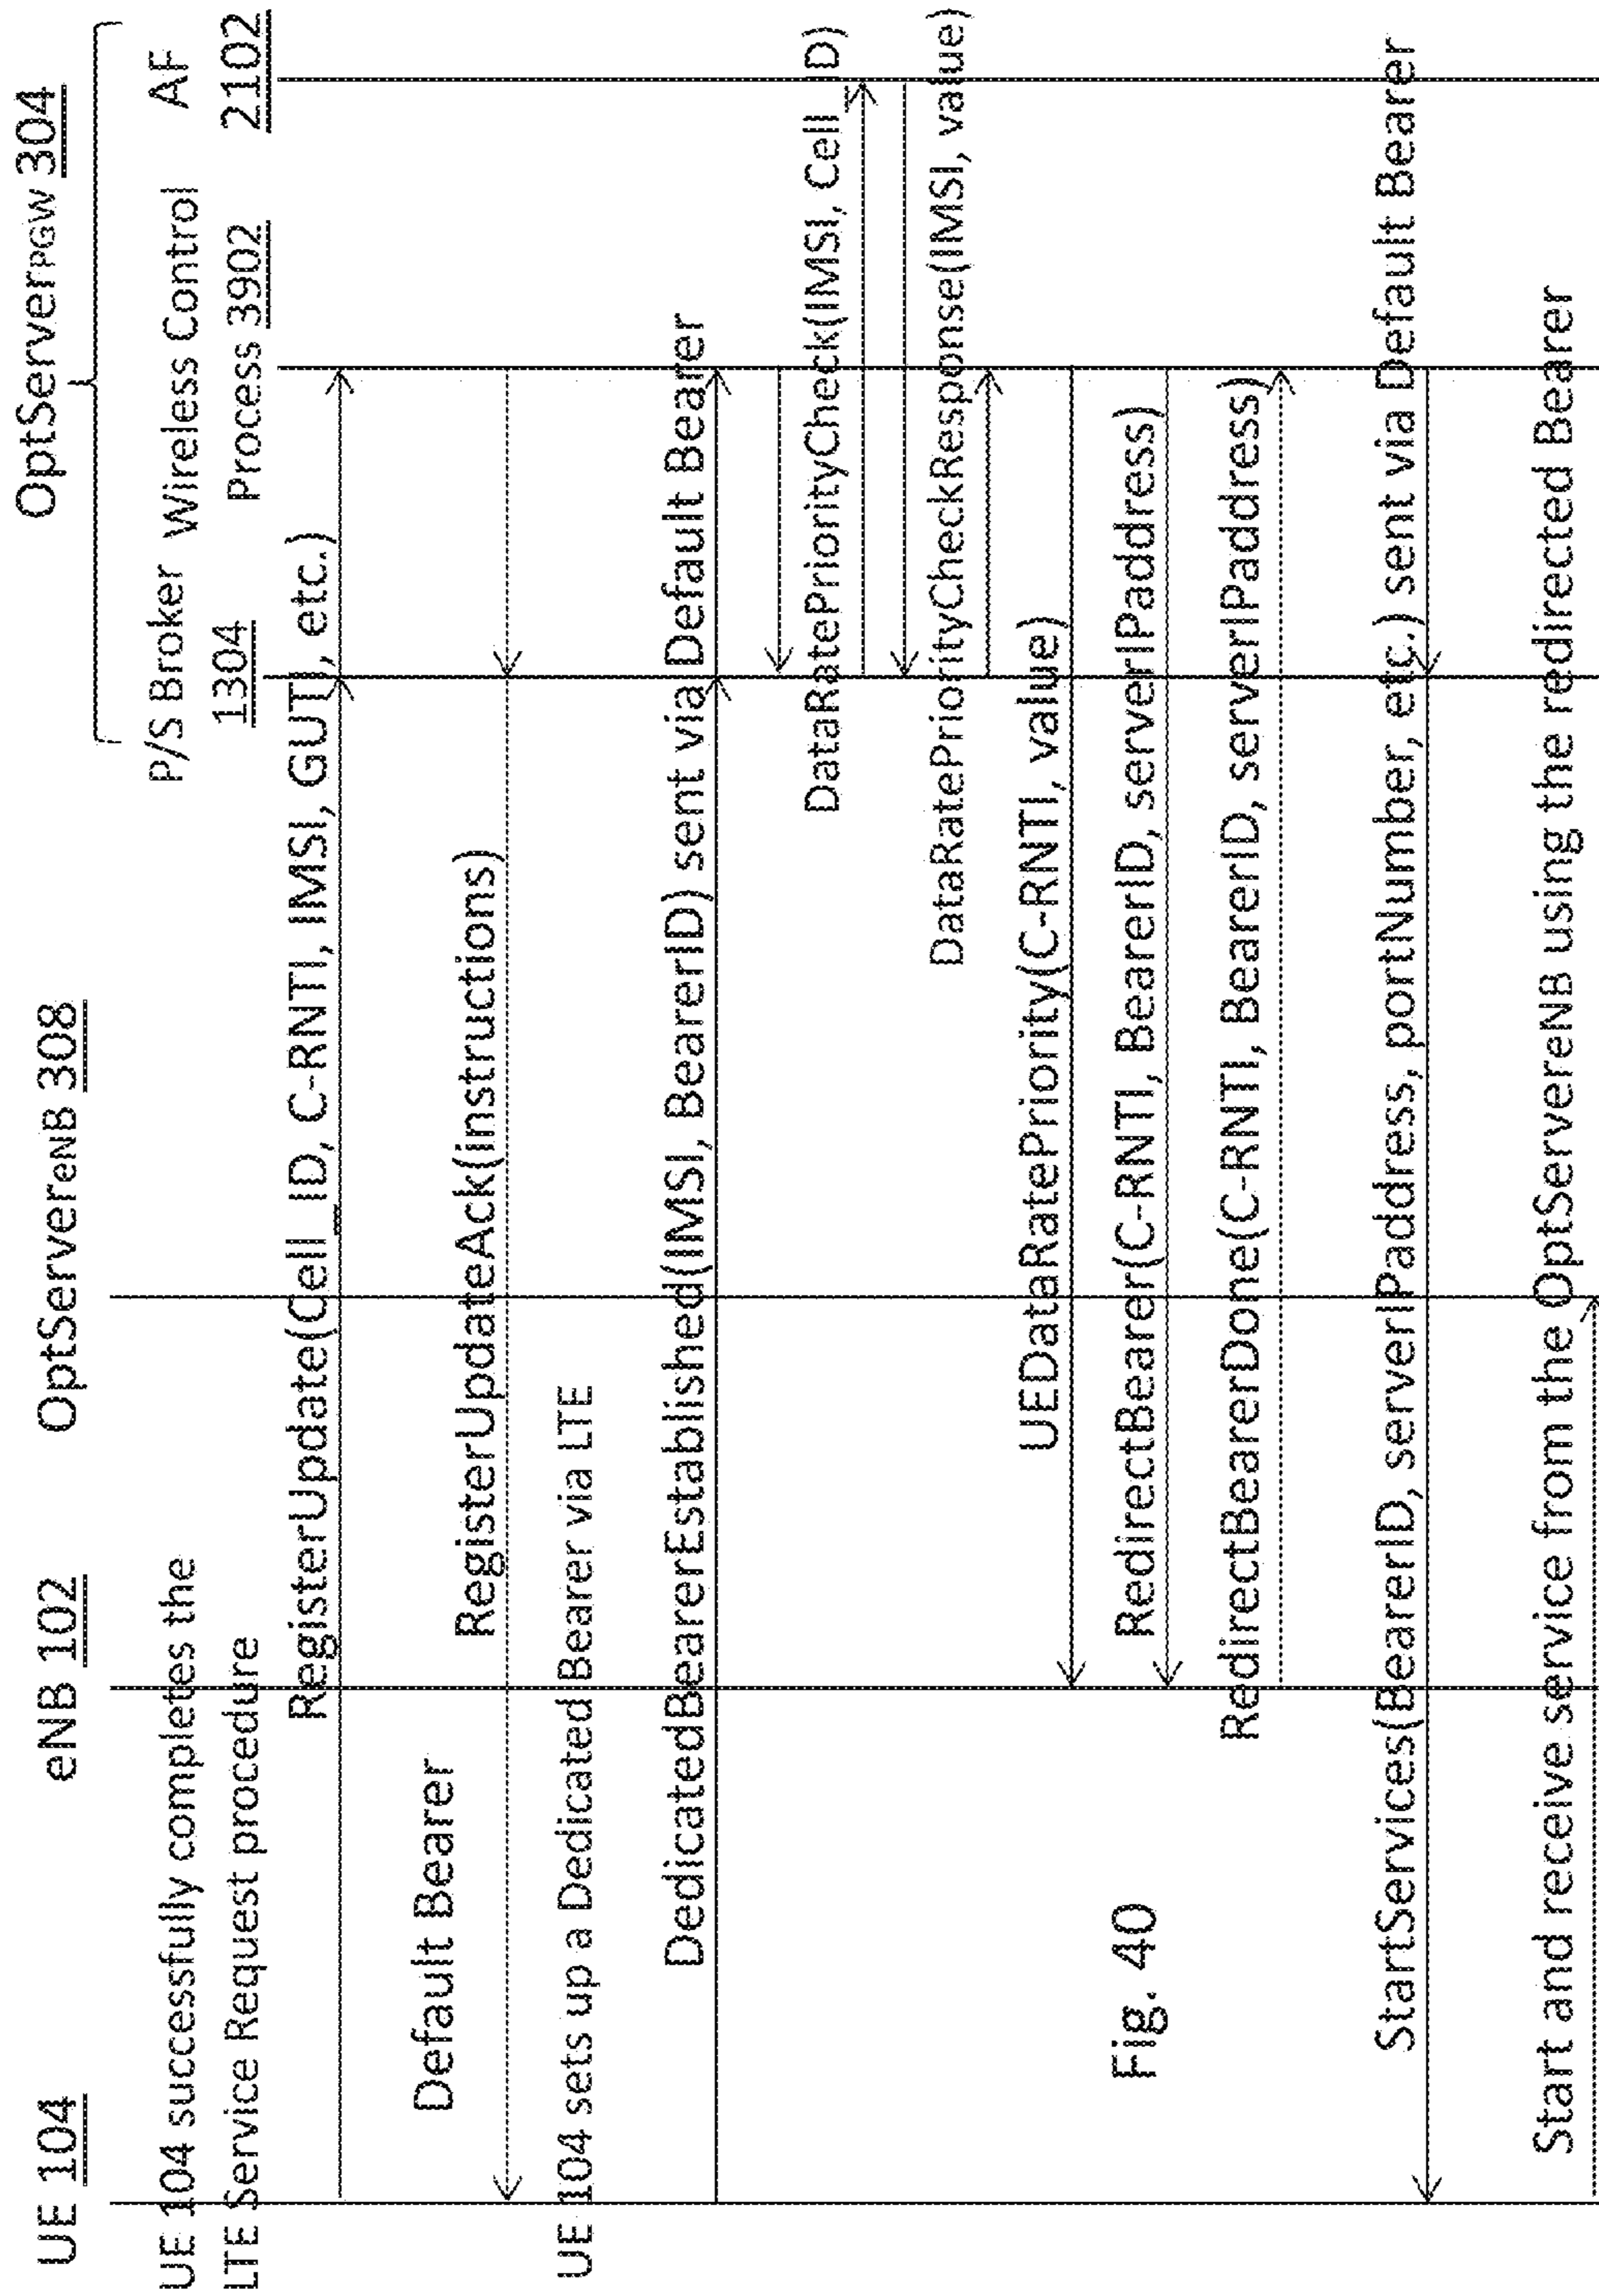 UE 104
eNB 102
OptServereNB 308
OptServerPGW 304
P/S Broker
1304
Wireless Control
Process 3902
AF
2102
UE 104 successfully completes the
LTE Service Request procedure
RegisterUpdate(Cell_ID, C-RNTI, IMSI, GUTI, etc.)
Default Bearer
RegisterUpdateAck(instructions)
UE 104 sets up a Dedicated Bearer via LTE
DedicatedBearerEstablished(IMSI, BearerID) sent via Default Bearer
DataRatePriorityCheck(IMSI, Cell_ID)
DataRatePriorityCheckResponse(IMSI, value)
UEDataRatePriority(C-RNTI, value)
RedirectBearer(C-RNTI, BearerID, serverIPaddress)
RedirectBearerDone(C-RNTI, BearerID, serverIPaddress)
Fig. 40
StartServices(BearerID, serverIPaddress, portNumber, etc.) sent via Default Bearer
Start and receive service from the OptServereNB using the redirected Bearer